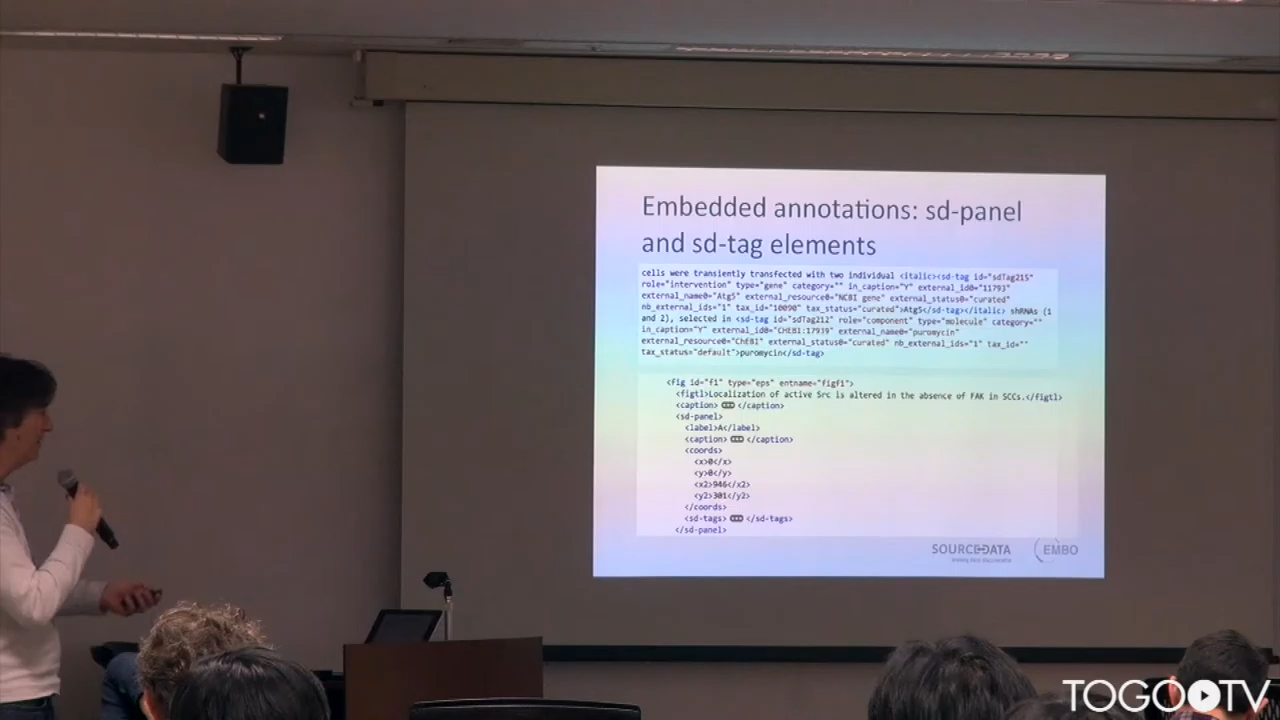 Embedded annotations: sd-panel
and sd-tag elements
cells were transiently transfected with two individual <italic><sd-tag id="sdTag215"
role="intervention" type="gene" category="" in_caption="Y" external_id0="11793"
external_name0="Atg5" external_resource0="NCBI gene" external_status0="curated"
nb_external_ids="1" tax_id="10090" tax_status="curated">Atg5</sd-tag></italic> shRNAs (1
and 2), selected in <sd-tag id="sdTag212" role="component" type="molecule" category=""
in_caption="Y" external_id0="CHEBI:17939" external_name0="puromycin"
external_resource0="ChEBI" external_status0="curated" nb_external_ids="1" tax_id=""
tax_status="default">puromycin</sd-tag>
<fig id="f1" type="eps" entname="figf1">
<figtl>Localization of active Src is altered in the absence of FAK in SCCs.</figtl>
<caption> </caption>
<sd-panel>
<label>A</label>
<caption> </caption>
<coords>
<x>0</x>
<y>0</y>
<x2>946</x2>
<y2>301</y2>
</coords>
<sd-tags> </sd-tags>
</sd-panel>
SOURCEDATA
EMBO
TOGOTV